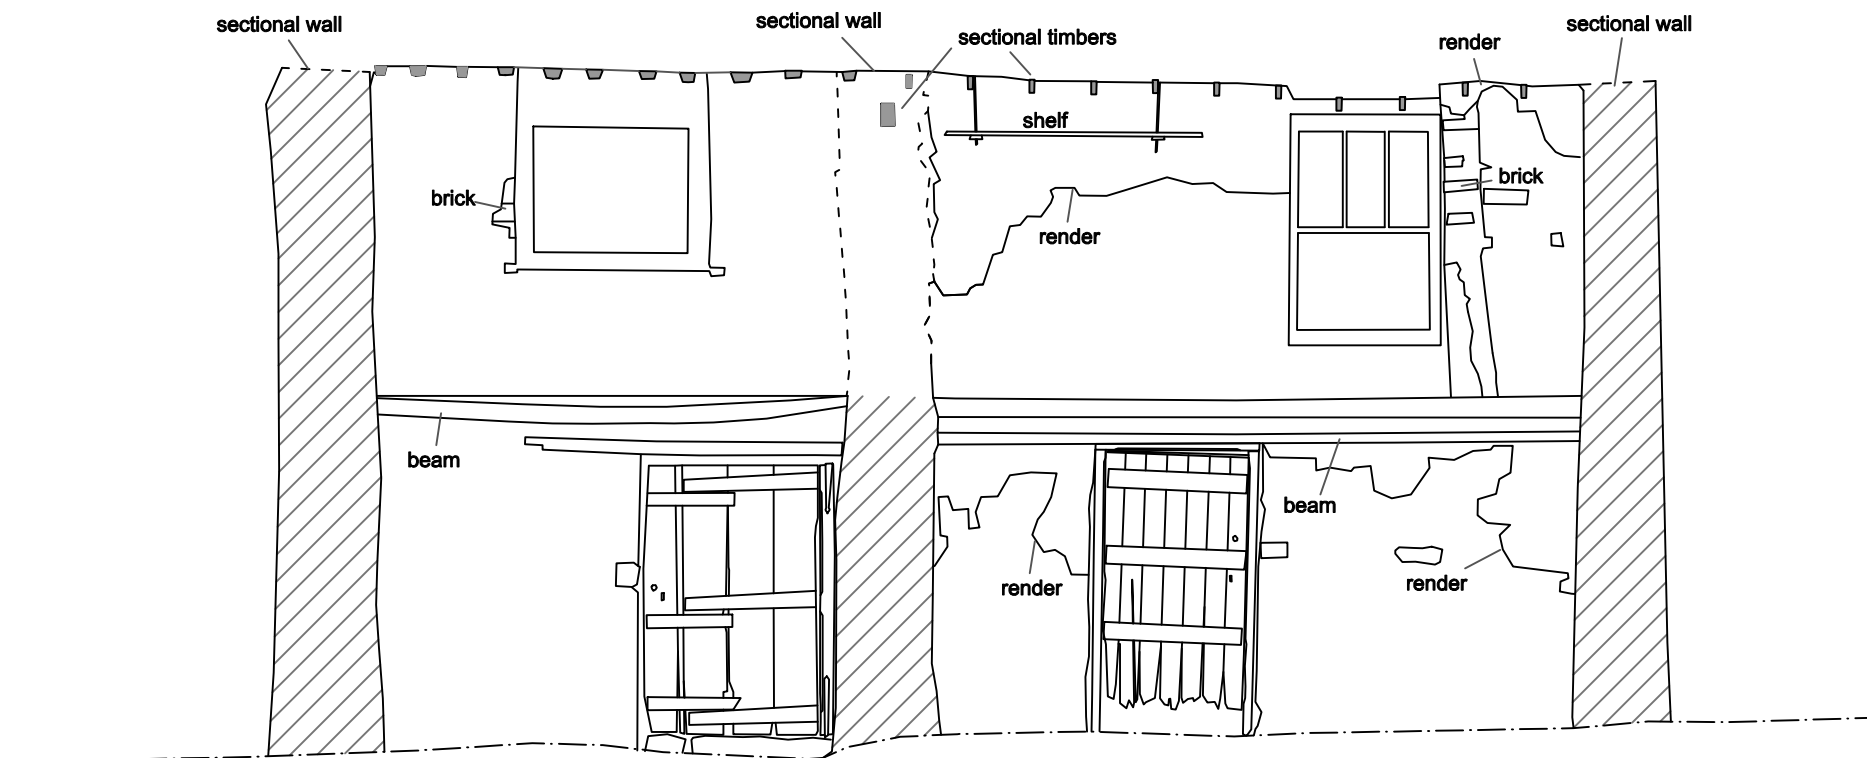 sectional wall
sectional wall
sectional timbers
render
sectional wall
shelf
brick
brick
render
beam
beam
render
render